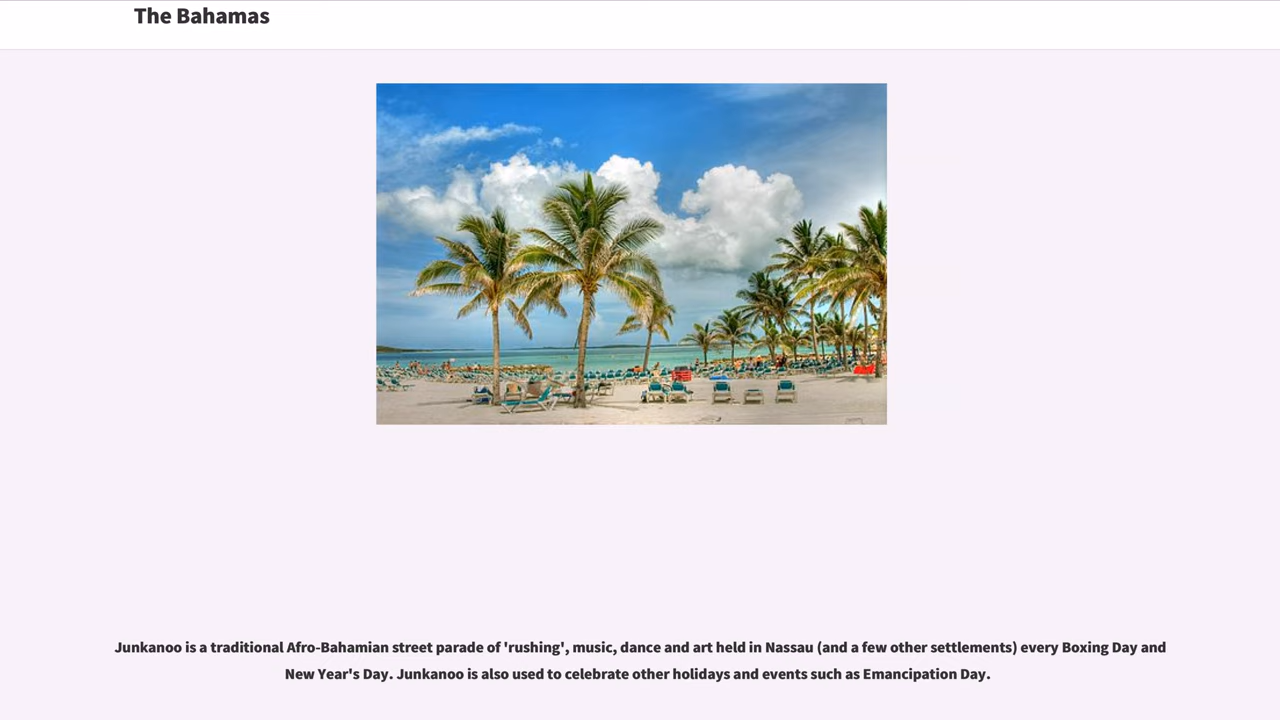 The Bahamas
Junkanoo is a traditional Afro-Bahamian street parade of 'rushing', music, dance and art held in Nassau (and a few other settlements) every Boxing Day and
New Year's Day. Junkanoo is also used to celebrate other holidays and events such as Emancipation Day.